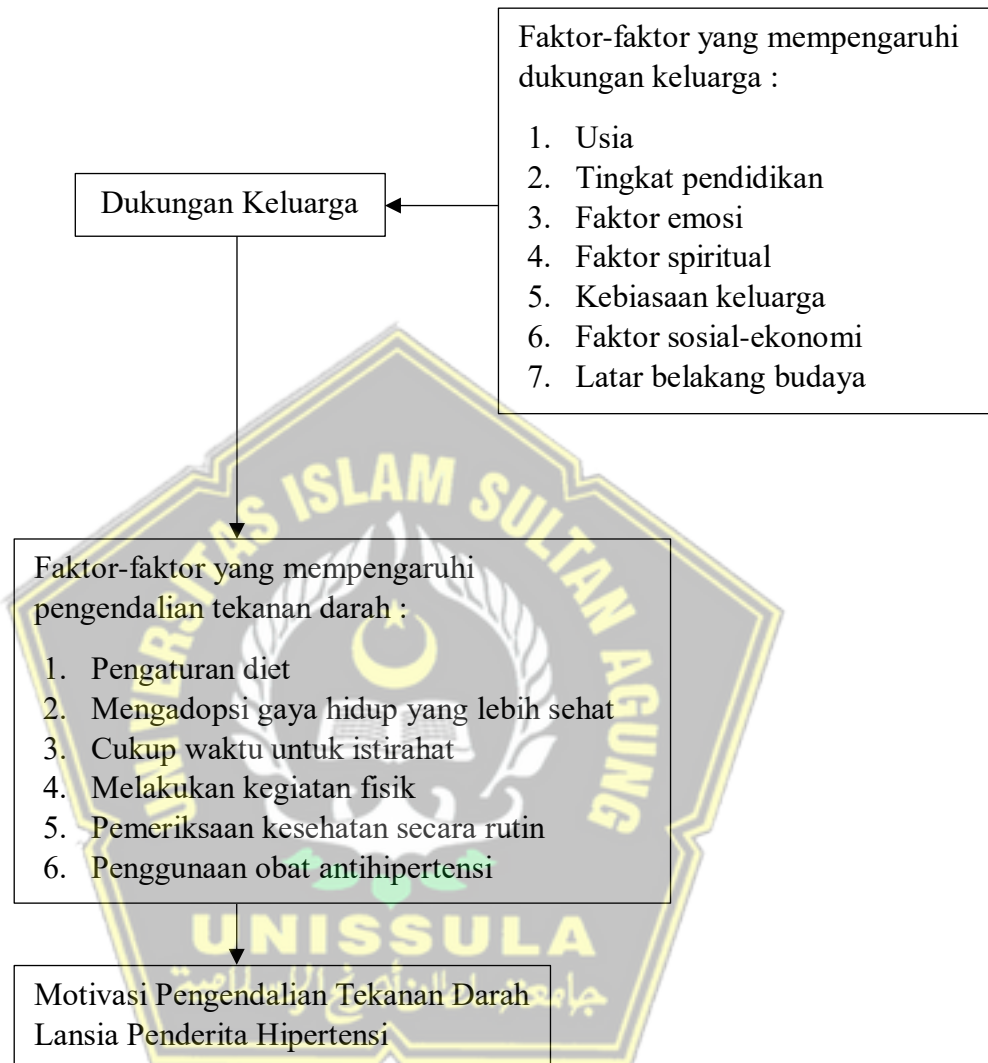 Faktor-faktor yang mempengaruhi
dukungan keluarga :
1. Usia
2. Tingkat pendidikan
3. Faktor emosi
4. Faktor spiritual
5. Kebiasaan keluarga
6. Faktor sosial-ekonomi
7. Latar belakang budaya
Dukungan Keluarga
UNIVERSITAS ISLAM SULTAN AGUNG
Faktor-faktor yang mempengaruhi
pengendalian tekanan darah :
1. Pengaturan diet
2. Mengadopsi gaya hidup yang lebih sehat
3. Cukup waktu untuk istirahat
4. Melakukan kegiatan fisik
5. Pemeriksaan kesehatan secara rutin
6. Penggunaan obat antihipertensi
UNISSULA
Motivasi Pengendalian Tekanan Darah
Lansia Penderita Hipertensi